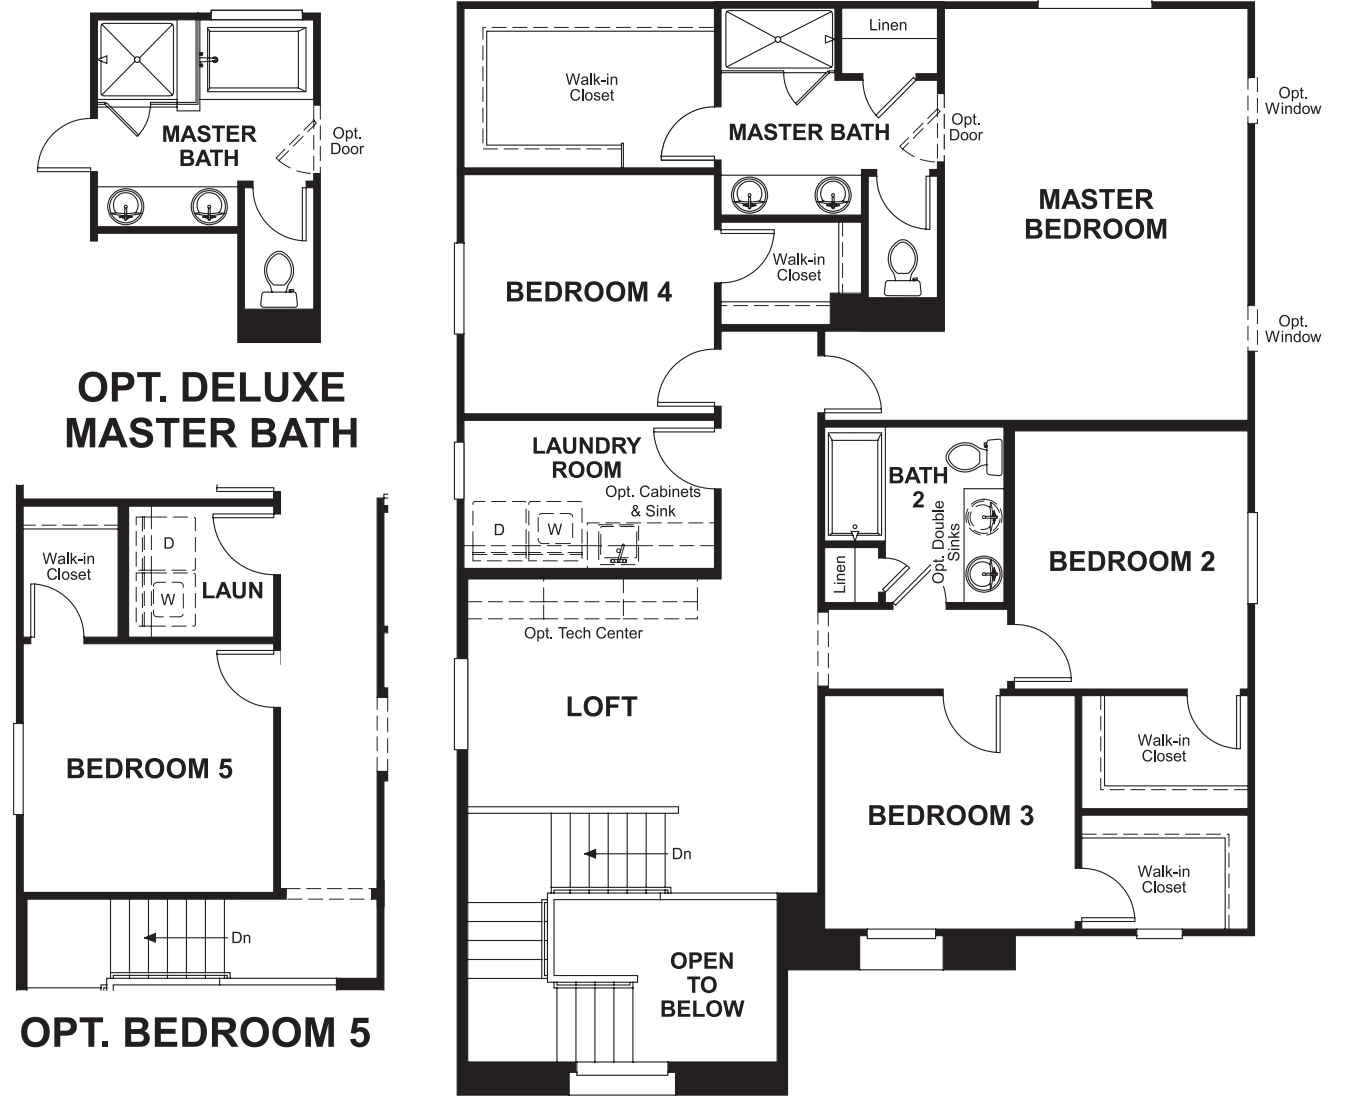 MASTER
BATH
Opt.
Door
OPT. DELUXE
MASTER BATH
Walk-in
Closet
D
W
LAUN
BEDROOM 5
Dn
OPT. BEDROOM 5
Walk-in
Closet
Linen
MASTER BATH
Opt.
Door
Opt.
Window
MASTER
BEDROOM
BEDROOM 4
Walk-in
Closet
Opt.
Window
LAUNDRY
ROOM
Opt. Cabinets
& Sink
D
W
BATH
2
Opt. Double
Sinks
Linen
BEDROOM 2
Opt. Tech Center
LOFT
Walk-in
Closet
BEDROOM 3
Dn
Walk-in
Closet
OPEN
TO
BELOW